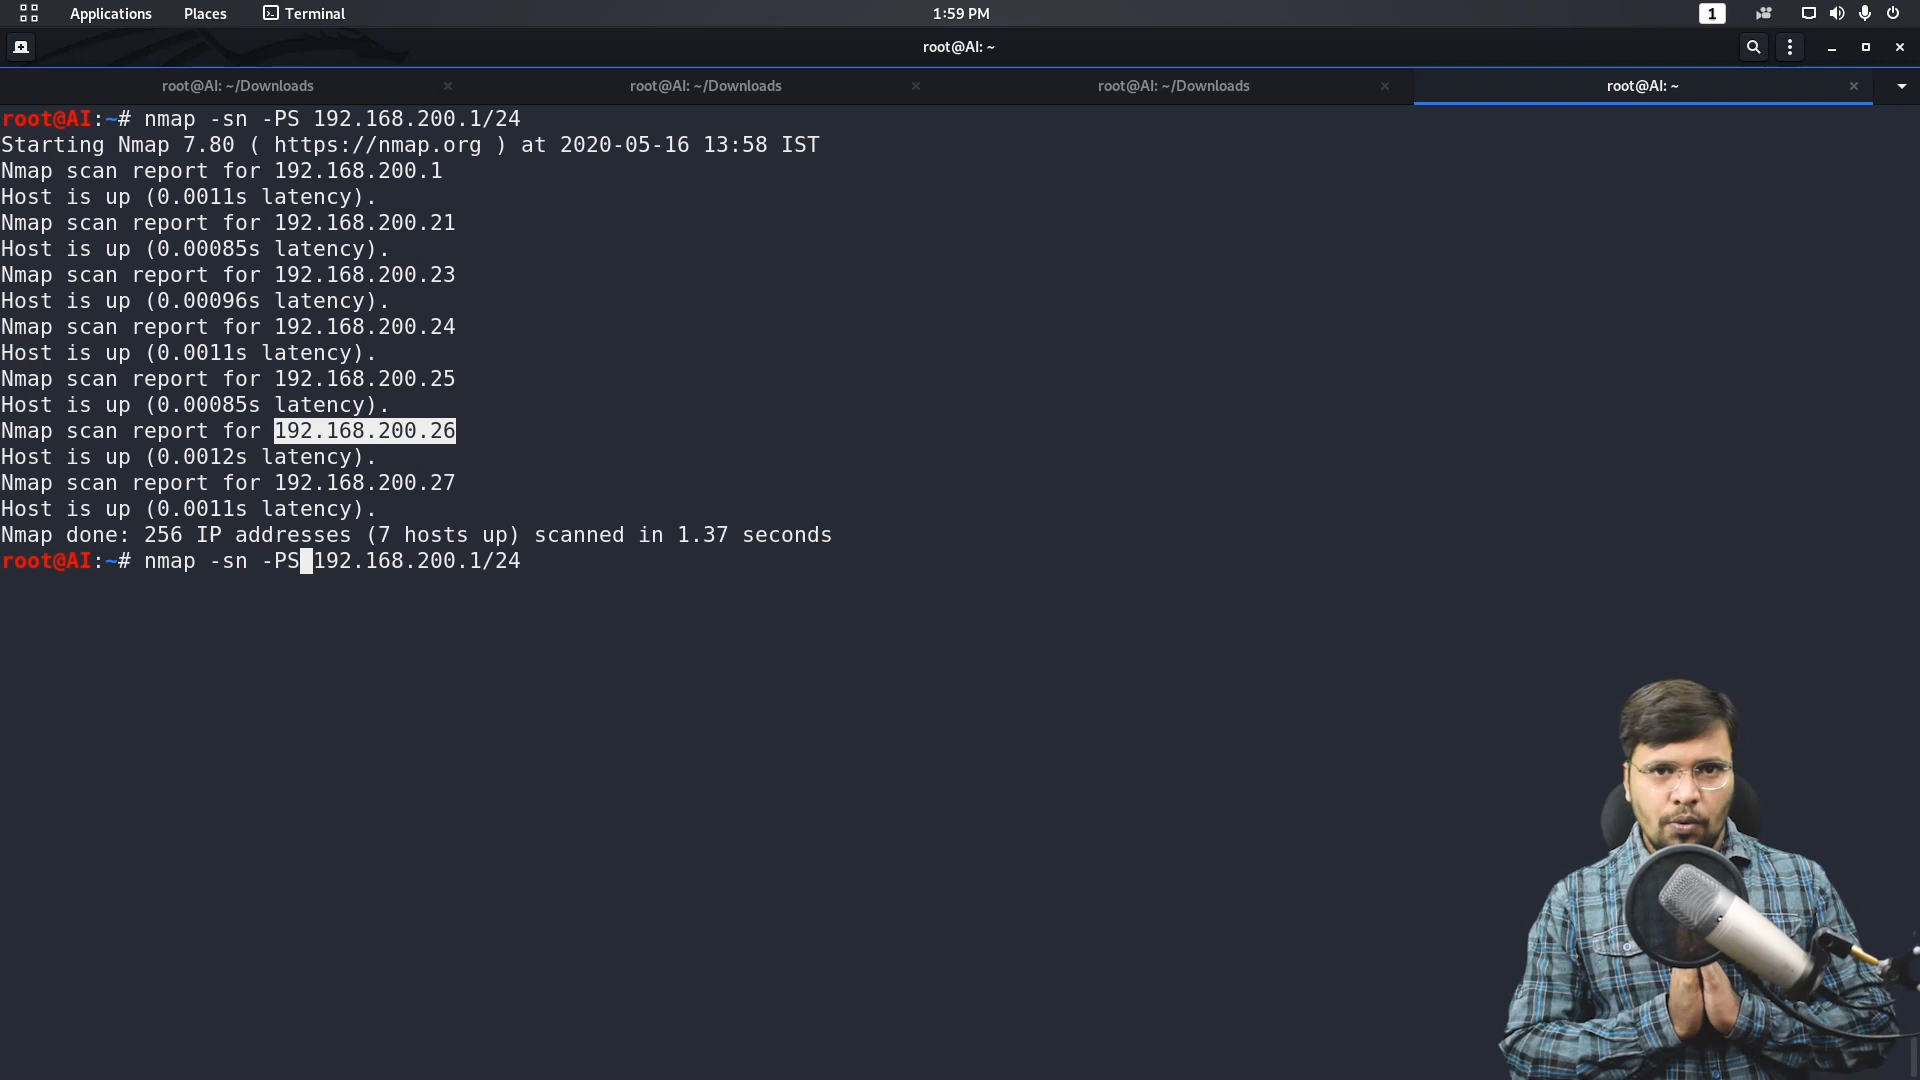 Applications Places Terminal 1:59 PM 1
root@AI: ~
root@AI: ~/Downloads root@AI: ~/Downloads root@AI: ~/Downloads root@AI: ~
root@AI:~# nmap -sn -PS 192.168.200.1/24
Starting Nmap 7.80 ( https://nmap.org ) at 2020-05-16 13:58 IST
Nmap scan report for 192.168.200.1
Host is up (0.0011s latency).
Nmap scan report for 192.168.200.21
Host is up (0.00085s latency).
Nmap scan report for 192.168.200.23
Host is up (0.00096s latency).
Nmap scan report for 192.168.200.24
Host is up (0.0011s latency).
Nmap scan report for 192.168.200.25
Host is up (0.00085s latency).
Nmap scan report for 192.168.200.26
Host is up (0.0012s latency).
Nmap scan report for 192.168.200.27
Host is up (0.0011s latency).
Nmap done: 256 IP addresses (7 hosts up) scanned in 1.37 seconds
root@AI:~# nmap -sn -PS 192.168.200.1/24